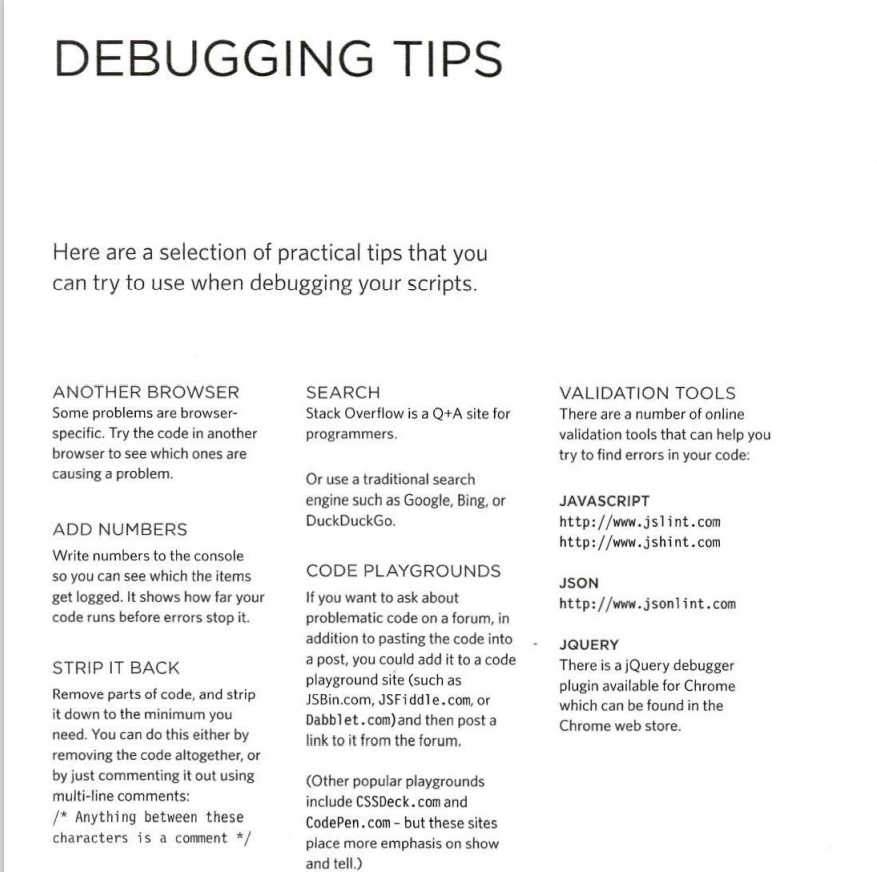 DEBUGGING TIPS
Here are a selection of practical tips that you
can try to use when debugging your scripts.
ANOTHER BROWSER
Some problems are browser-
specific. Try the code in another
browser to see which ones are
causing a problem.
ADD NUMBERS
Write numbers to the console
so you can see which the items
get logged. It shows how far your
code runs before errors stop it.
STRIP IT BACK
Remove parts of code, and strip
it down to the minimum you
need. You can do this either by
removing the code altogether, or
by just commenting it out using
multi-line comments:
/* Anything between these
characters is a comment */
SEARCH
Stack Overflow is a Q+A site for
programmers.
Or use a traditional search
engine such as Google, Bing, or
DuckDuckGo.
CODE PLAYGROUNDS
If you want to ask about
problematic code on a forum, in
addition to pasting the code into
a post, you could add it to a code
playground site (such as
JSBin.com, JSFiddle.com, or
Dabblet.com) and then post a
link to it from the forum.
(Other popular playgrounds
include CSSDeck.com and
CodePen.com – but these sites
place more emphasis on show
and tell.)
VALIDATION TOOLS
There are a number of online
validation tools that can help you
try to find errors in your code:
JAVASCRIPT
http://www.jslint.com
http://www.jshint.com
JSON
http://www.jsonlint.com
JQUERY
There is a jQuery debugger
plugin available for Chrome
which can be found in the
Chrome web store.